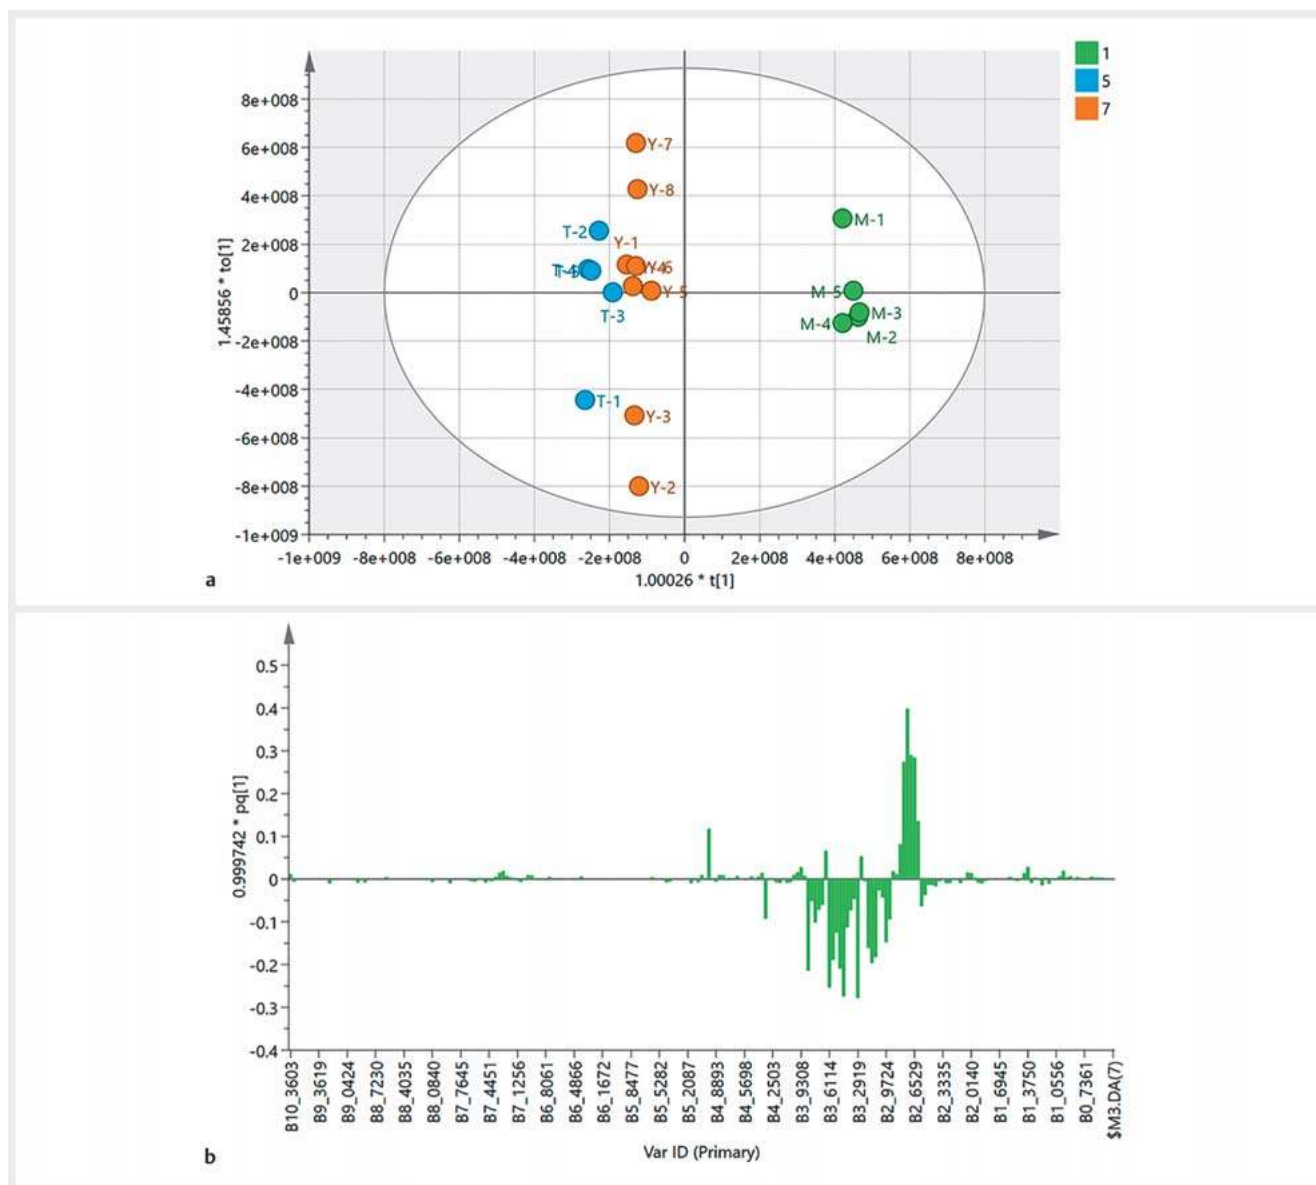 1
5
7
8e+008
6e+008
4e+008
2e+008
0
-2e+008
-4e+008
-6e+008
-8e+008
-1e+009
1.45856 * to[1]
Y-7
Y-8
T-2
Y-1
Y-5
T-3
T-1
Y-3
Y-2
M-1
M-5
M-3
M-4
M-2
-1e+009 -8e+008 -6e+008 -4e+008 -2e+008 0 2e+008 4e+008 6e+008 8e+008
1.00026 * t[1]
a
0.5
0.4
0.3
0.2
0.1
0
-0.1
-0.2
-0.3
-0.4
0.999742 * pq[1]
B10_3603
B9_3619
B9_0424
B8_7230
B8_4035
B8_0840
B7_7645
B7_4451
B7_1256
B6_8061
B6_4866
B6_1672
B5_8477
B5_5282
B5_2087
B4_8893
B4_5698
B4_2503
B3_9308
B3_6114
B3_2919
B2_9724
B2_6529
B2_3335
B2_0140
B1_6945
B1_3750
B1_0556
B0_7361
$M3.DA(7)
Var ID (Primary)
b